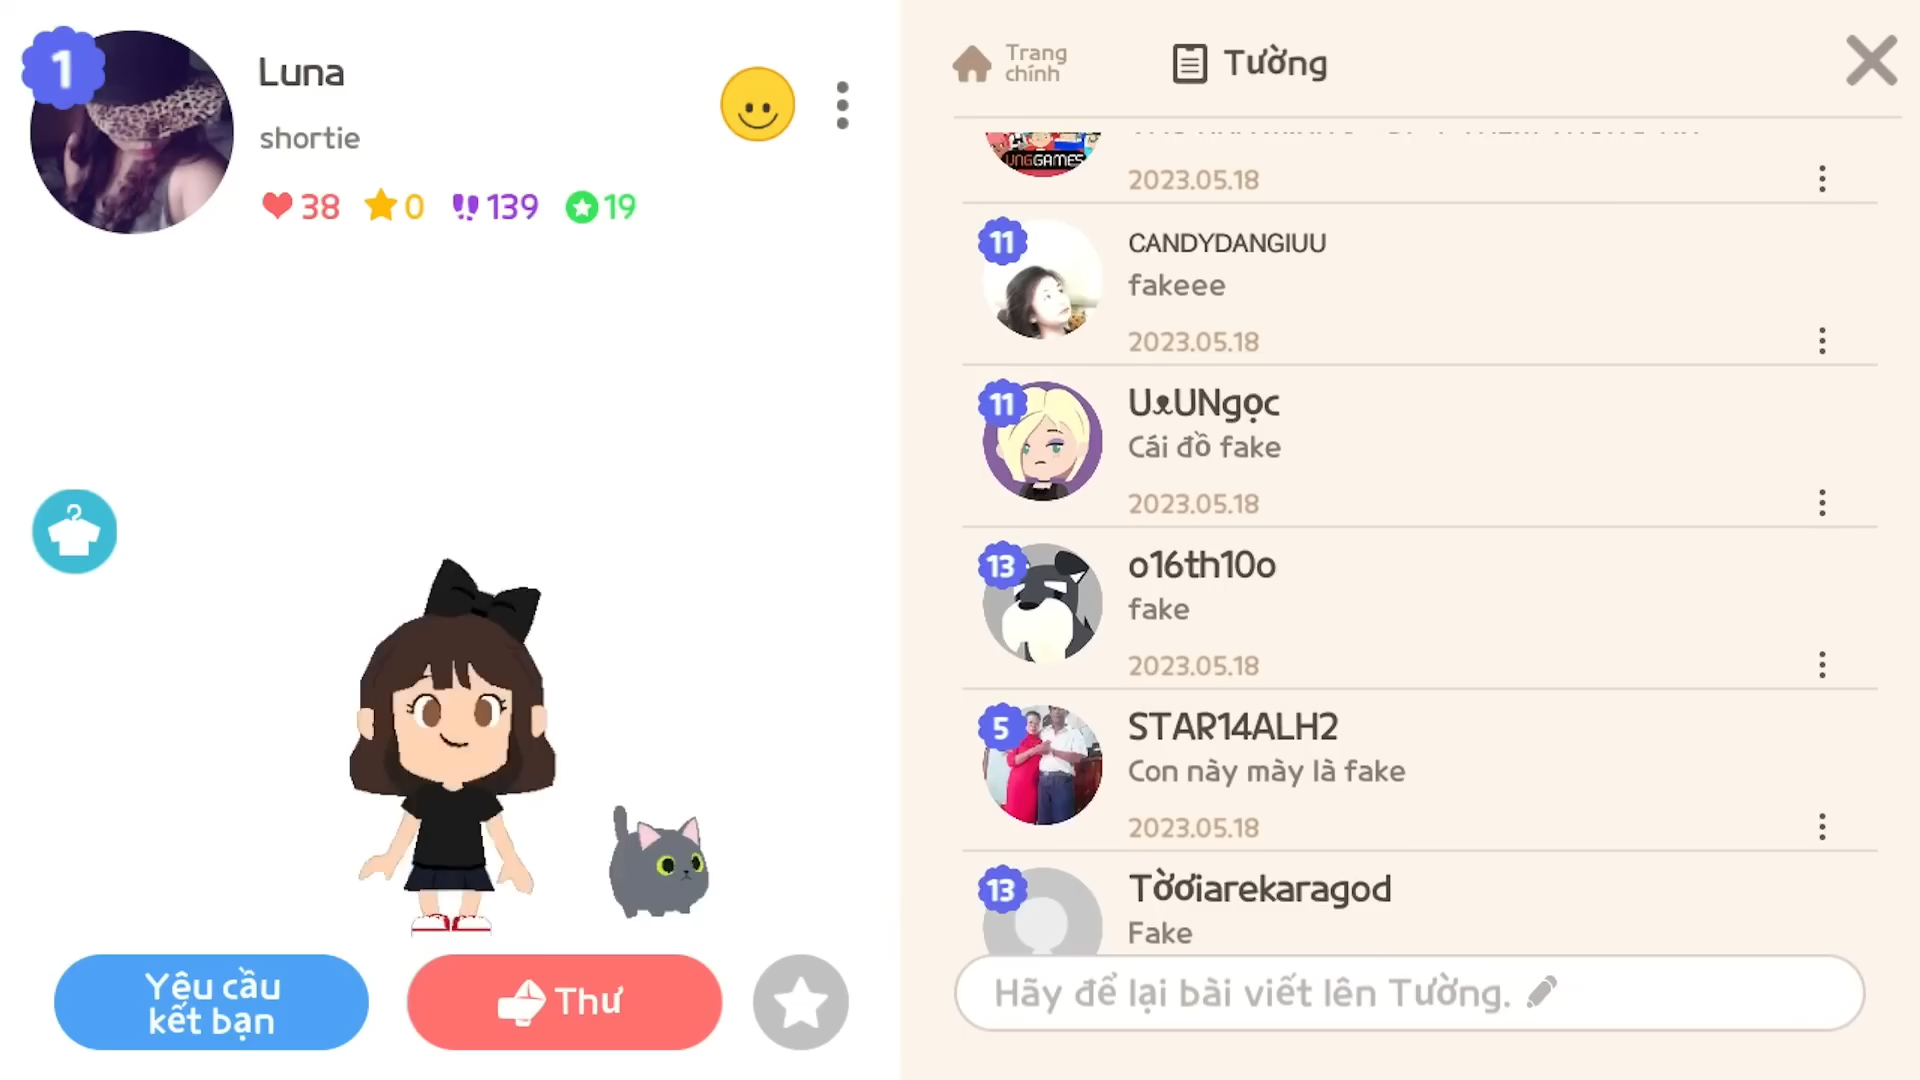 1
Luna
shortie
38
0
139
19
Yêu cầu
kết bạn
Thư
Trang
chính
Tường
UNGGAMES
2023.05.18
11
CANDYDANGIUU
fakeee
2023.05.18
11
UᴥUNgọc
Cái đồ fake
2023.05.18
13
o16th10o
fake
2023.05.18
5
STAR14ALH2
Con này mày là fake
2023.05.18
13
Tờơiarekaragod
Fake
Hãy để lại bài viết lên Tường.